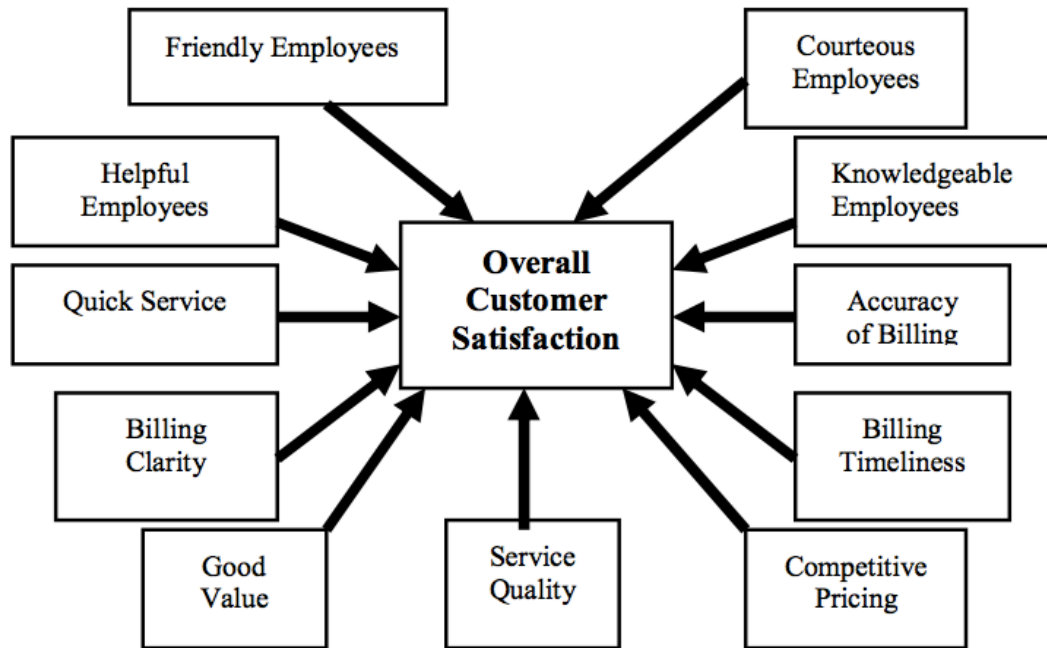 Friendly Employees
Courteous
Employees
Helpful
Employees
Knowledgeable
Employees
Overall
Customer
Satisfaction
Quick Service
Accuracy
of Billing
Billing
Clarity
Billing
Timeliness
Good
Value
Service
Quality
Competitive
Pricing